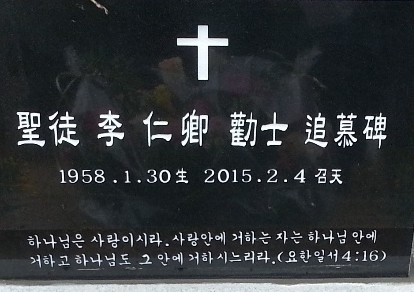 聖徒 李 仁卿 勸士 追慕碑
1958.1.30生 2015.2.4 召天
하나님은 사랑이시라. 사랑안에 거하는 자는 하나님 안에
거하고 하나님도 그 안에 거하시느리라.(요한일서 4:16)